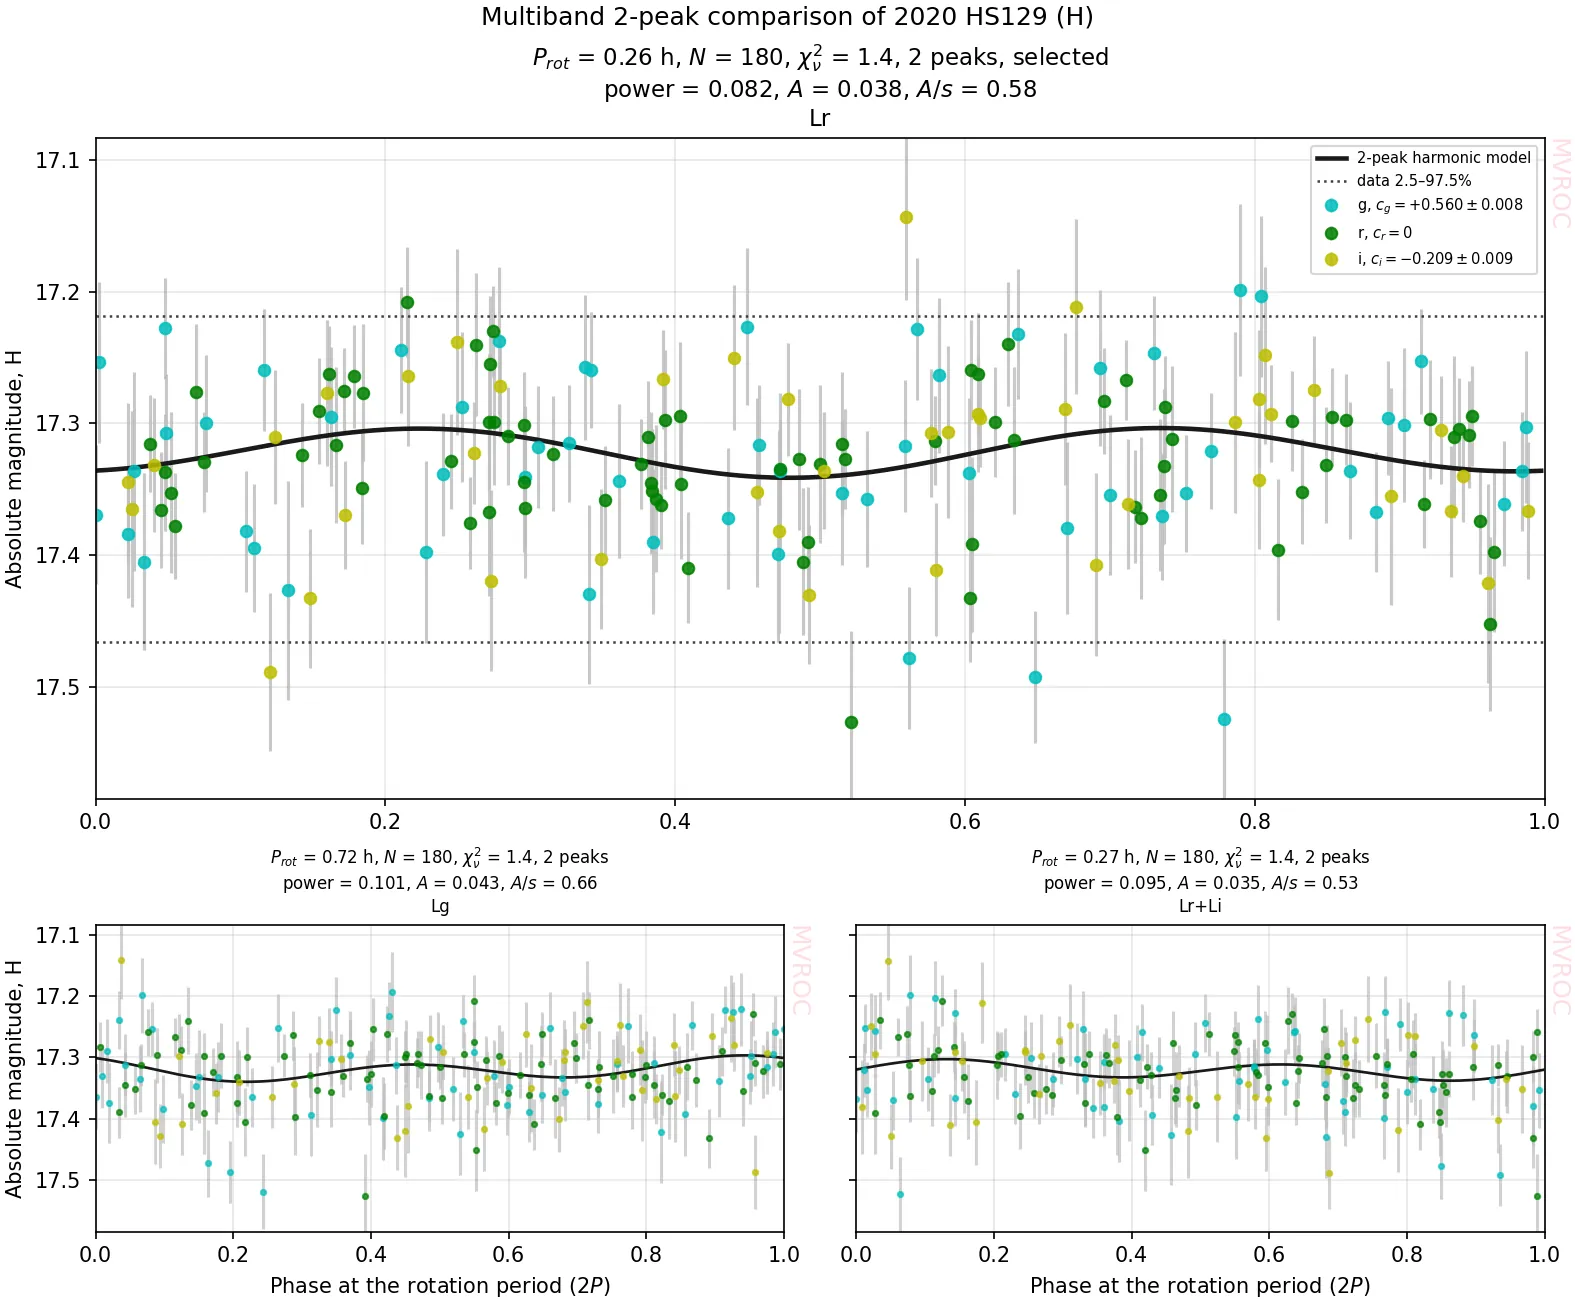 Multiband 2-peak comparison of 2020 HS129 (H)
P_rot = 0.26 h, N = 180, χ²_ν = 1.4, 2 peaks, selected
power = 0.082, A = 0.038, A/s = 0.58
Lr
MVROC
2-peak harmonic model
data 2.5–97.5%
g, c_g = +0.560 ± 0.008
r, c_r = 0
i, c_i = −0.209 ± 0.009
Absolute magnitude, H
17.1
17.2
17.3
17.4
17.5
0.0 0.2 0.4 0.6 0.8 1.0
P_rot = 0.72 h, N = 180, χ²_ν = 1.4, 2 peaks
power = 0.101, A = 0.043, A/s = 0.66
Lg
MVROC
Absolute magnitude, H
17.1
17.2
17.3
17.4
17.5
0.0 0.2 0.4 0.6 0.8 1.0
Phase at the rotation period (2P)
P_rot = 0.27 h, N = 180, χ²_ν = 1.4, 2 peaks
power = 0.095, A = 0.035, A/s = 0.53
Lr+Li
MVROC
0.0 0.2 0.4 0.6 0.8 1.0
Phase at the rotation period (2P)